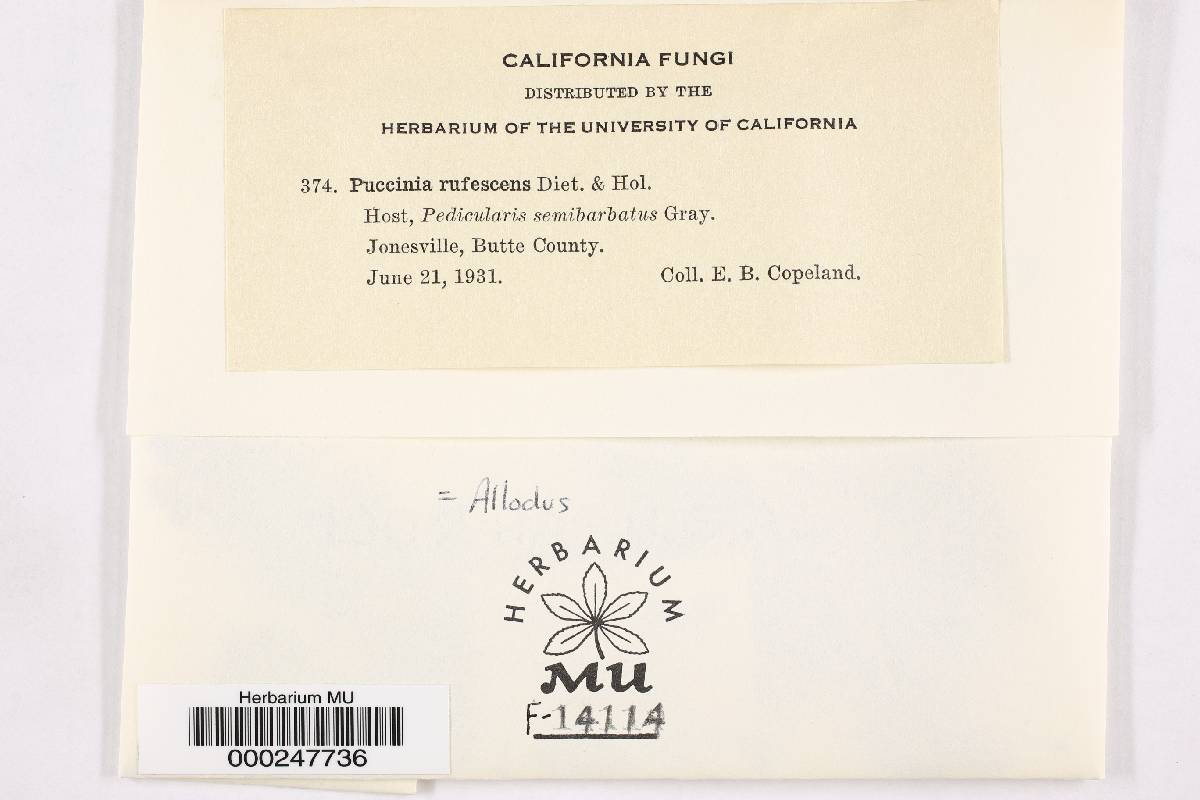 CALIFORNIA FUNGI
DISTRIBUTED BY THE
HERBARIUM OF THE UNIVERSITY OF CALIFORNIA
374. Puccinia rufescens Diet. & Hol.
Host, Pedicularis semibarbatus Gray.
Jonesville, Butte County.
June 21, 1931. Coll. E. B. Copeland.
= Allodus
HERBARIUM
MU
F-14114
Herbarium MU
000247736